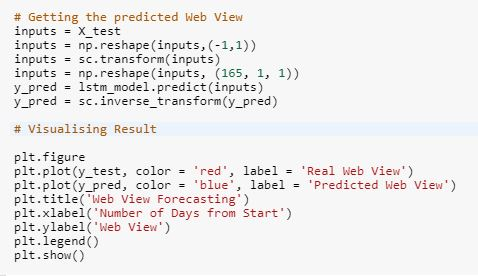 # Getting the predicted Web View
inputs = X_test
inputs = np.reshape(inputs,(-1,1))
inputs = sc.transform(inputs)
inputs = np.reshape(inputs, (165, 1, 1))
y_pred = lstm_model.predict(inputs)
y_pred = sc.inverse_transform(y_pred)
# Visualising Result
plt.figure
plt.plot(y_test, color = 'red', label = 'Real Web View')
plt.plot(y_pred, color = 'blue', label = 'Predicted Web View')
plt.title('Web View Forecasting')
plt.xlabel('Number of Days from Start')
plt.ylabel('Web View')
plt.legend()
plt.show()